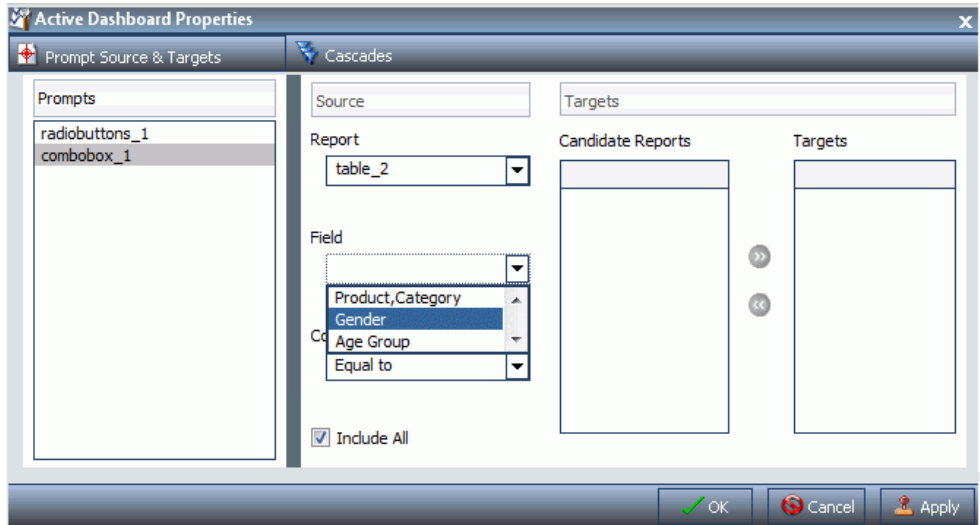 Active Dashboard Properties
x
Prompt Source & Targets
Cascades
Prompts
radiobuttons_1
combobox_1
Source
Report
table_2
Field
Product,Category
Gender
Age Group
Equal to
Include All
Targets
Candidate Reports
Targets
OK
Cancel
Apply